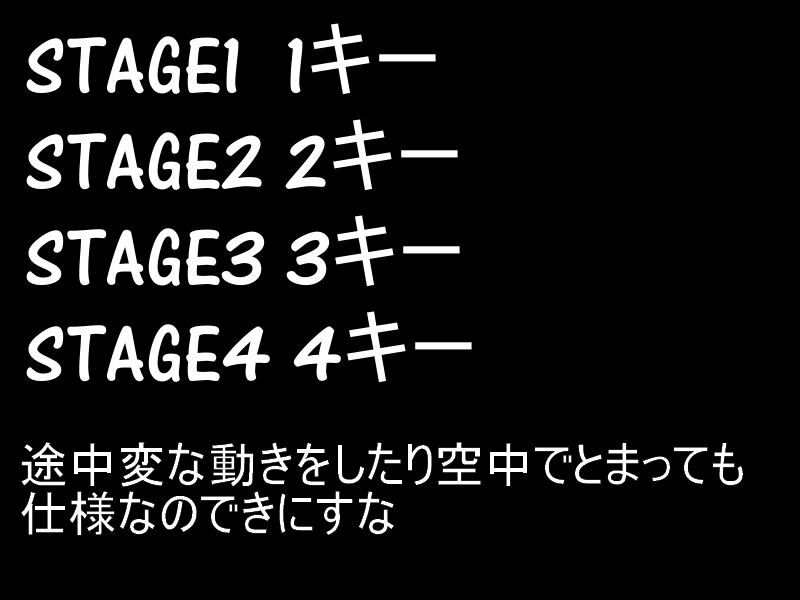 STAGE1 1キー
STAGE2 2キー
STAGE3 3キー
STAGE4 4キー
途中変な動きをしたり空中でとまっても
仕様なのできにすな